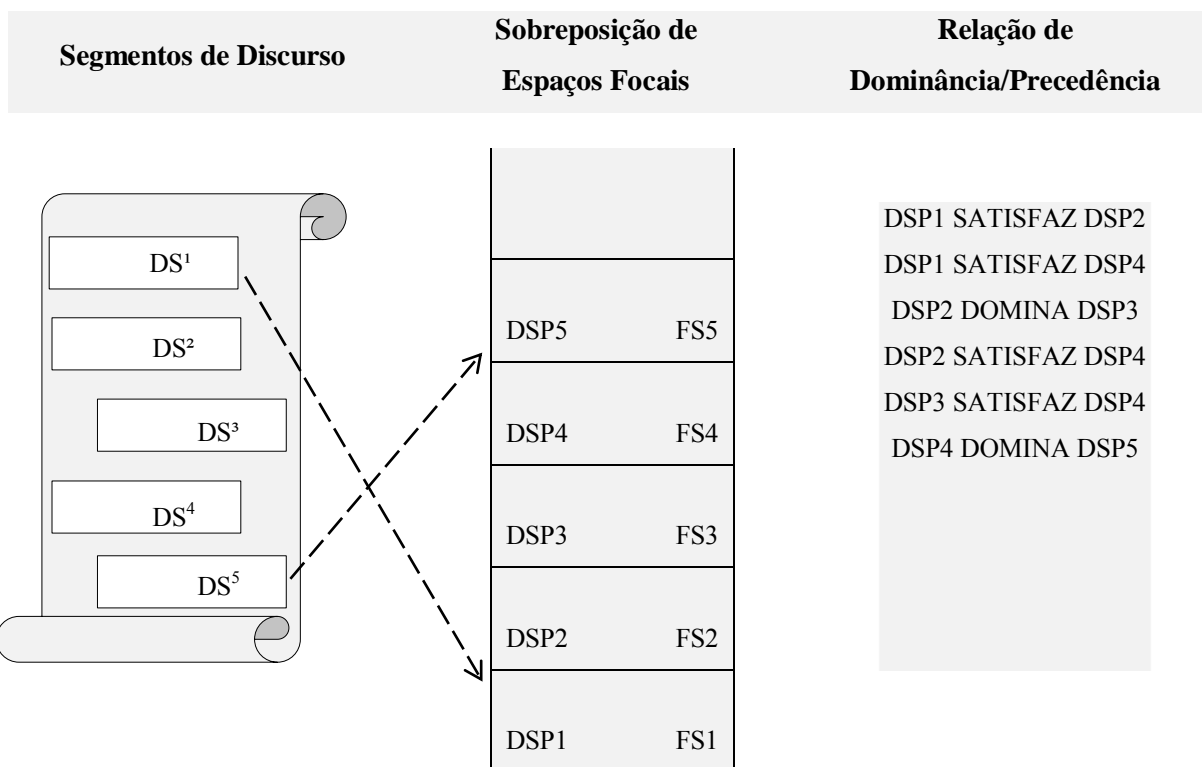 Segmentos de Discurso
Sobreposição de
Espaços Focais
Relação de
Dominância/Precedência
DS¹
DS²
DS³
DS⁴
DS⁵
DSP5 FS5
DSP4 FS4
DSP3 FS3
DSP2 FS2
DSP1 FS1
DSP1 SATISFAZ DSP2
DSP1 SATISFAZ DSP4
DSP2 DOMINA DSP3
DSP2 SATISFAZ DSP4
DSP3 SATISFAZ DSP4
DSP4 DOMINA DSP5